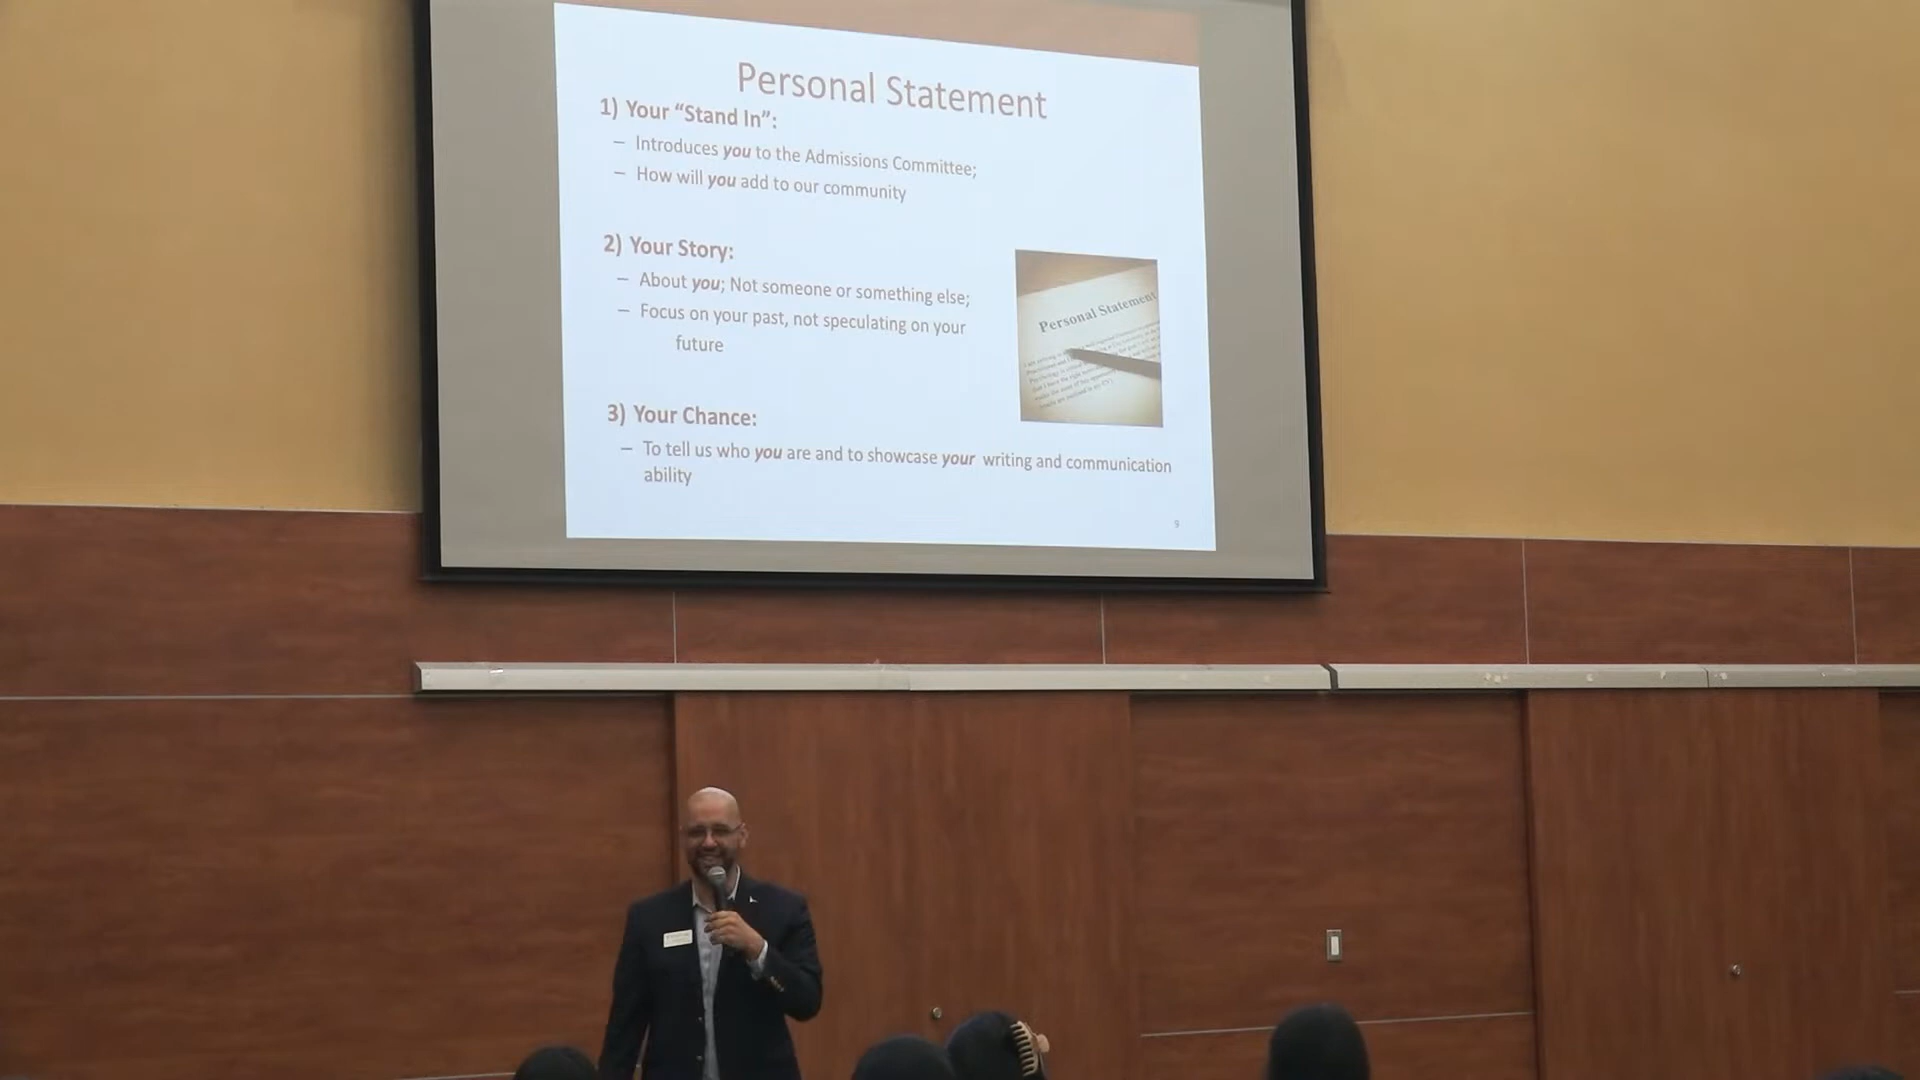 Personal Statement
1) Your “Stand In”:
– Introduces you to the Admissions Committee;
– How will you add to our community
2) Your Story:
– About you; Not someone or something else;
– Focus on your past, not speculating on your
future
Personal Statement
3) Your Chance:
– To tell us who you are and to showcase your writing and communication
ability
9